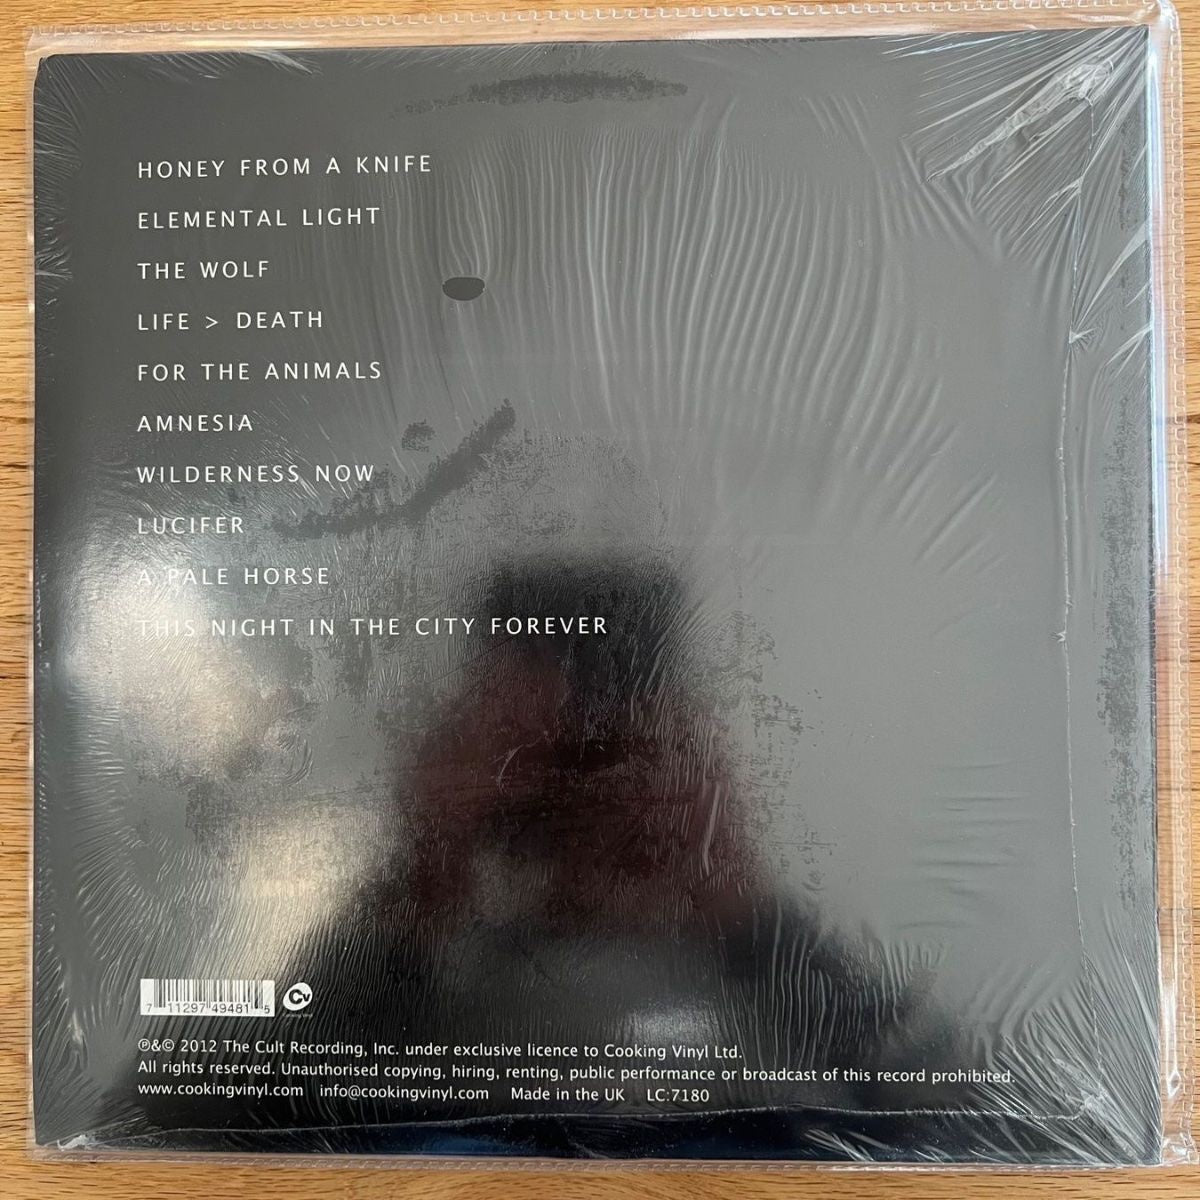 HONEY FROM A KNIFE
ELEMENTAL LIGHT
THE WOLF
LIFE > DEATH
FOR THE ANIMALS
AMNESIA
WILDERNESS NOW
LUCIFER
A PALE HORSE
THIS NIGHT IN THE CITY FOREVER
7 11297 49481 5
Cv
cooking vinyl
℗&© 2012 The Cult Recording, Inc. under exclusive licence to Cooking Vinyl Ltd.
All rights reserved. Unauthorised copying, hiring, renting, public performance or broadcast of this record prohibited.
www.cookingvinyl.com info@cookingvinyl.com Made in the UK LC:7180